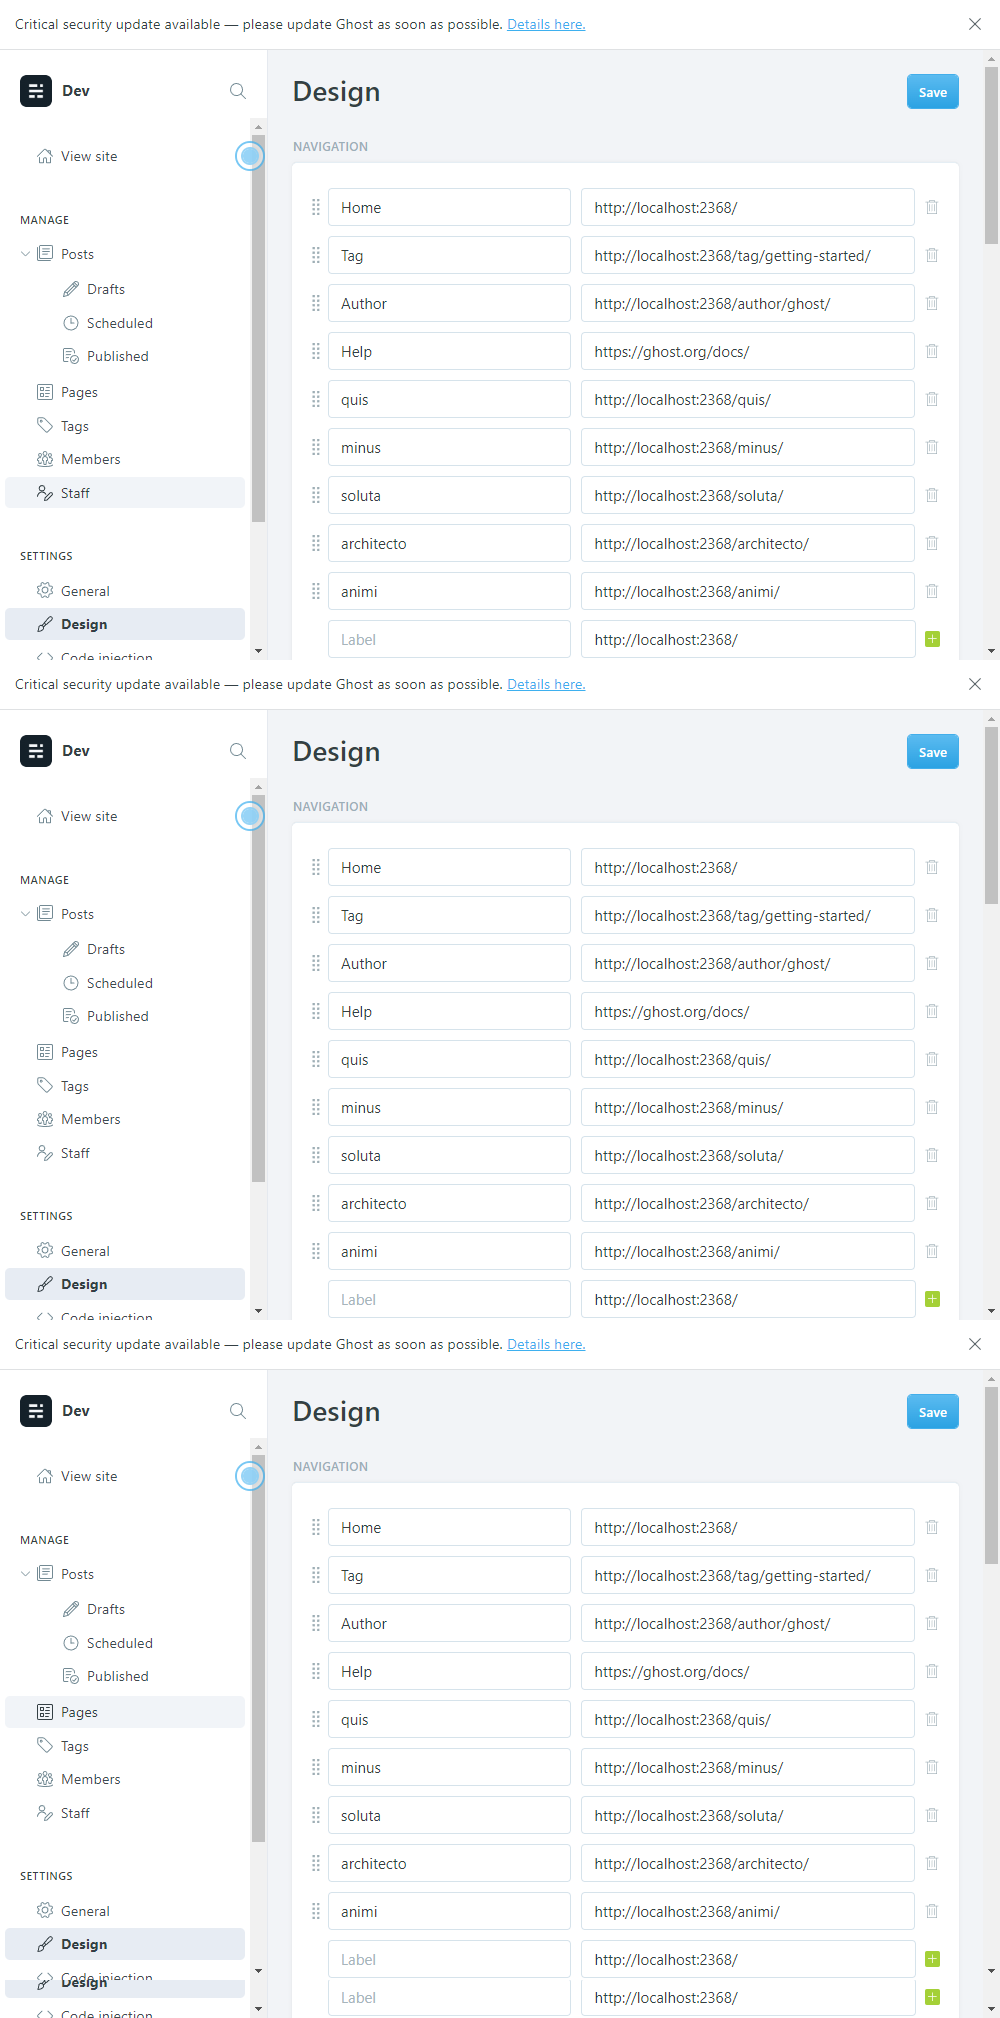 Critical security update available — please update Ghost as soon as possible. Details here.
Dev
Design
Save
View site
NAVIGATION
Home http://localhost:2368/
MANAGE
Tag http://localhost:2368/tag/getting-started/
Posts
Drafts
Author http://localhost:2368/author/ghost/
Scheduled
Help https://ghost.org/docs/
Published
Pages
quis http://localhost:2368/quis/
Tags
minus http://localhost:2368/minus/
Members
Staff
soluta http://localhost:2368/soluta/
architecto http://localhost:2368/architecto/
SETTINGS
General
animi http://localhost:2368/animi/
Design
Label http://localhost:2368/
Code injection
Critical security update available — please update Ghost as soon as possible. Details here.
Dev
Design
Save
View site
NAVIGATION
Home http://localhost:2368/
MANAGE
Tag http://localhost:2368/tag/getting-started/
Posts
Drafts
Author http://localhost:2368/author/ghost/
Scheduled
Help https://ghost.org/docs/
Published
Pages
quis http://localhost:2368/quis/
Tags
minus http://localhost:2368/minus/
Members
Staff
soluta http://localhost:2368/soluta/
architecto http://localhost:2368/architecto/
SETTINGS
General
animi http://localhost:2368/animi/
Design
Label http://localhost:2368/
Code injection
Critical security update available — please update Ghost as soon as possible. Details here.
Dev
Design
Save
View site
NAVIGATION
Home http://localhost:2368/
MANAGE
Tag http://localhost:2368/tag/getting-started/
Posts
Drafts
Author http://localhost:2368/author/ghost/
Scheduled
Help https://ghost.org/docs/
Published
Pages
quis http://localhost:2368/quis/
Tags
minus http://localhost:2368/minus/
Members
Staff
soluta http://localhost:2368/soluta/
architecto http://localhost:2368/architecto/
SETTINGS
General
animi http://localhost:2368/animi/
Design
Label http://localhost:2368/
Code injection
Design
Label http://localhost:2368/
Code injection